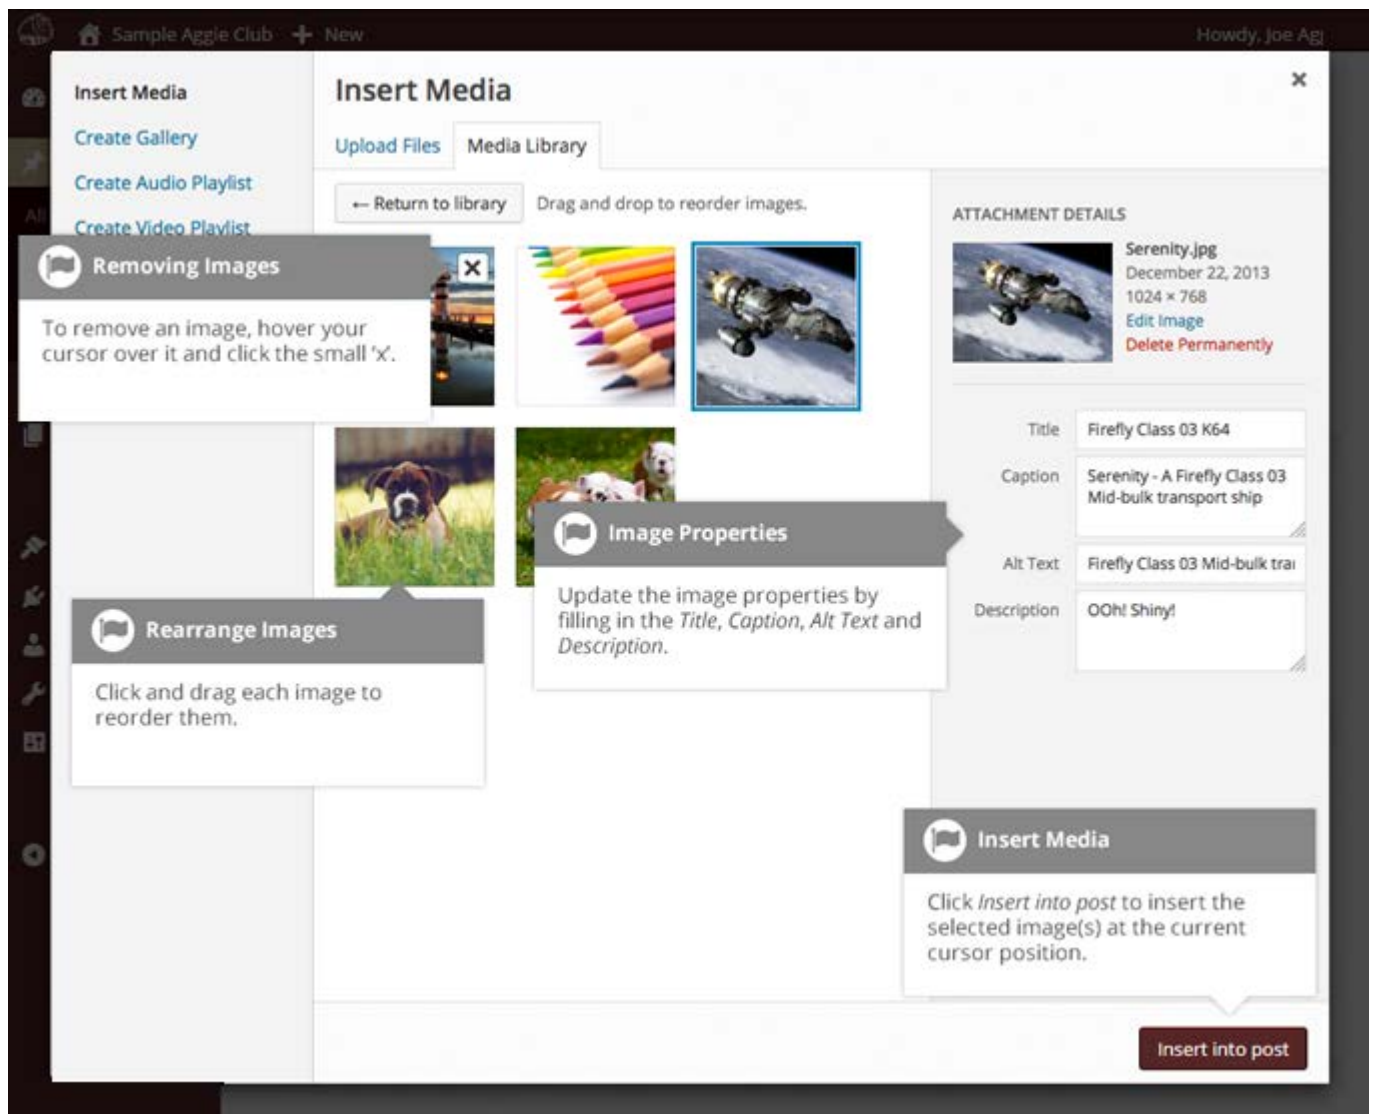 Sample Aggie Club
New
Howdy, Joe Ag
Insert Media
Create Gallery
Create Audio Playlist
Create Video Playlist
Insert Media
×
Upload Files
Media Library
← Return to library
Drag and drop to reorder images.
Removing Images
To remove an image, hover your
cursor over it and click the small ‘x’.
Rearrange Images
Click and drag each image to
reorder them.
Image Properties
Update the image properties by
filling in the Title, Caption, Alt Text and
Description.
ATTACHMENT DETAILS
Serenity.jpg
December 22, 2013
1024 × 768
Edit Image
Delete Permanently
Title
Firefly Class 03 K64
Caption
Serenity - A Firefly Class 03
Mid-bulk transport ship
Alt Text
Firefly Class 03 Mid-bulk tra
Description
OOh! Shiny!
Insert Media
Click Insert into post to insert the
selected image(s) at the current
cursor position.
Insert into post